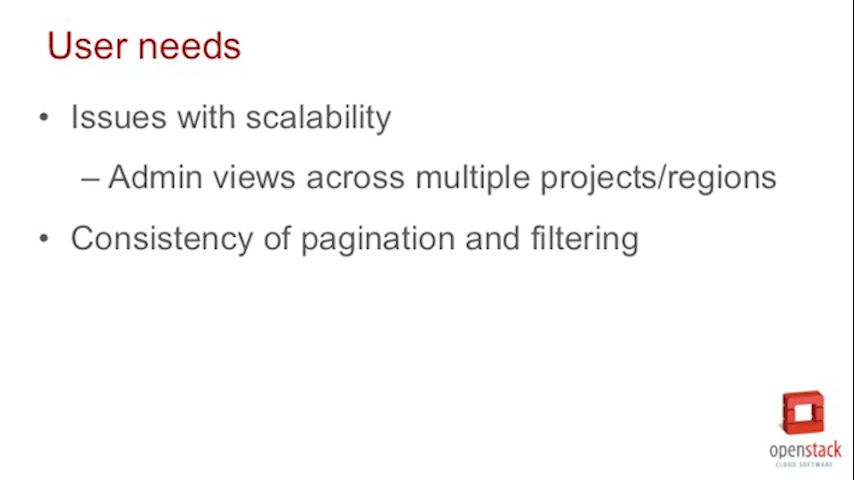 User needs
• Issues with scalability
– Admin views across multiple projects/regions
• Consistency of pagination and filtering
openstack
CLOUD SOFTWARE